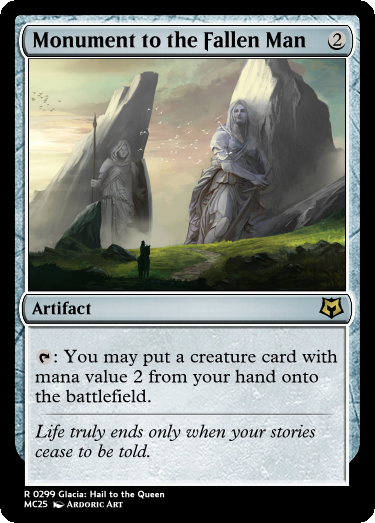 Monument to the Fallen Man 2
Artifact
: You may put a creature card with
mana value 2 from your hand onto
the battlefield.
Life truly ends only when your stories
cease to be told.
R 0299 Glacia: Hail to the Queen
MC25 Ardoric Art